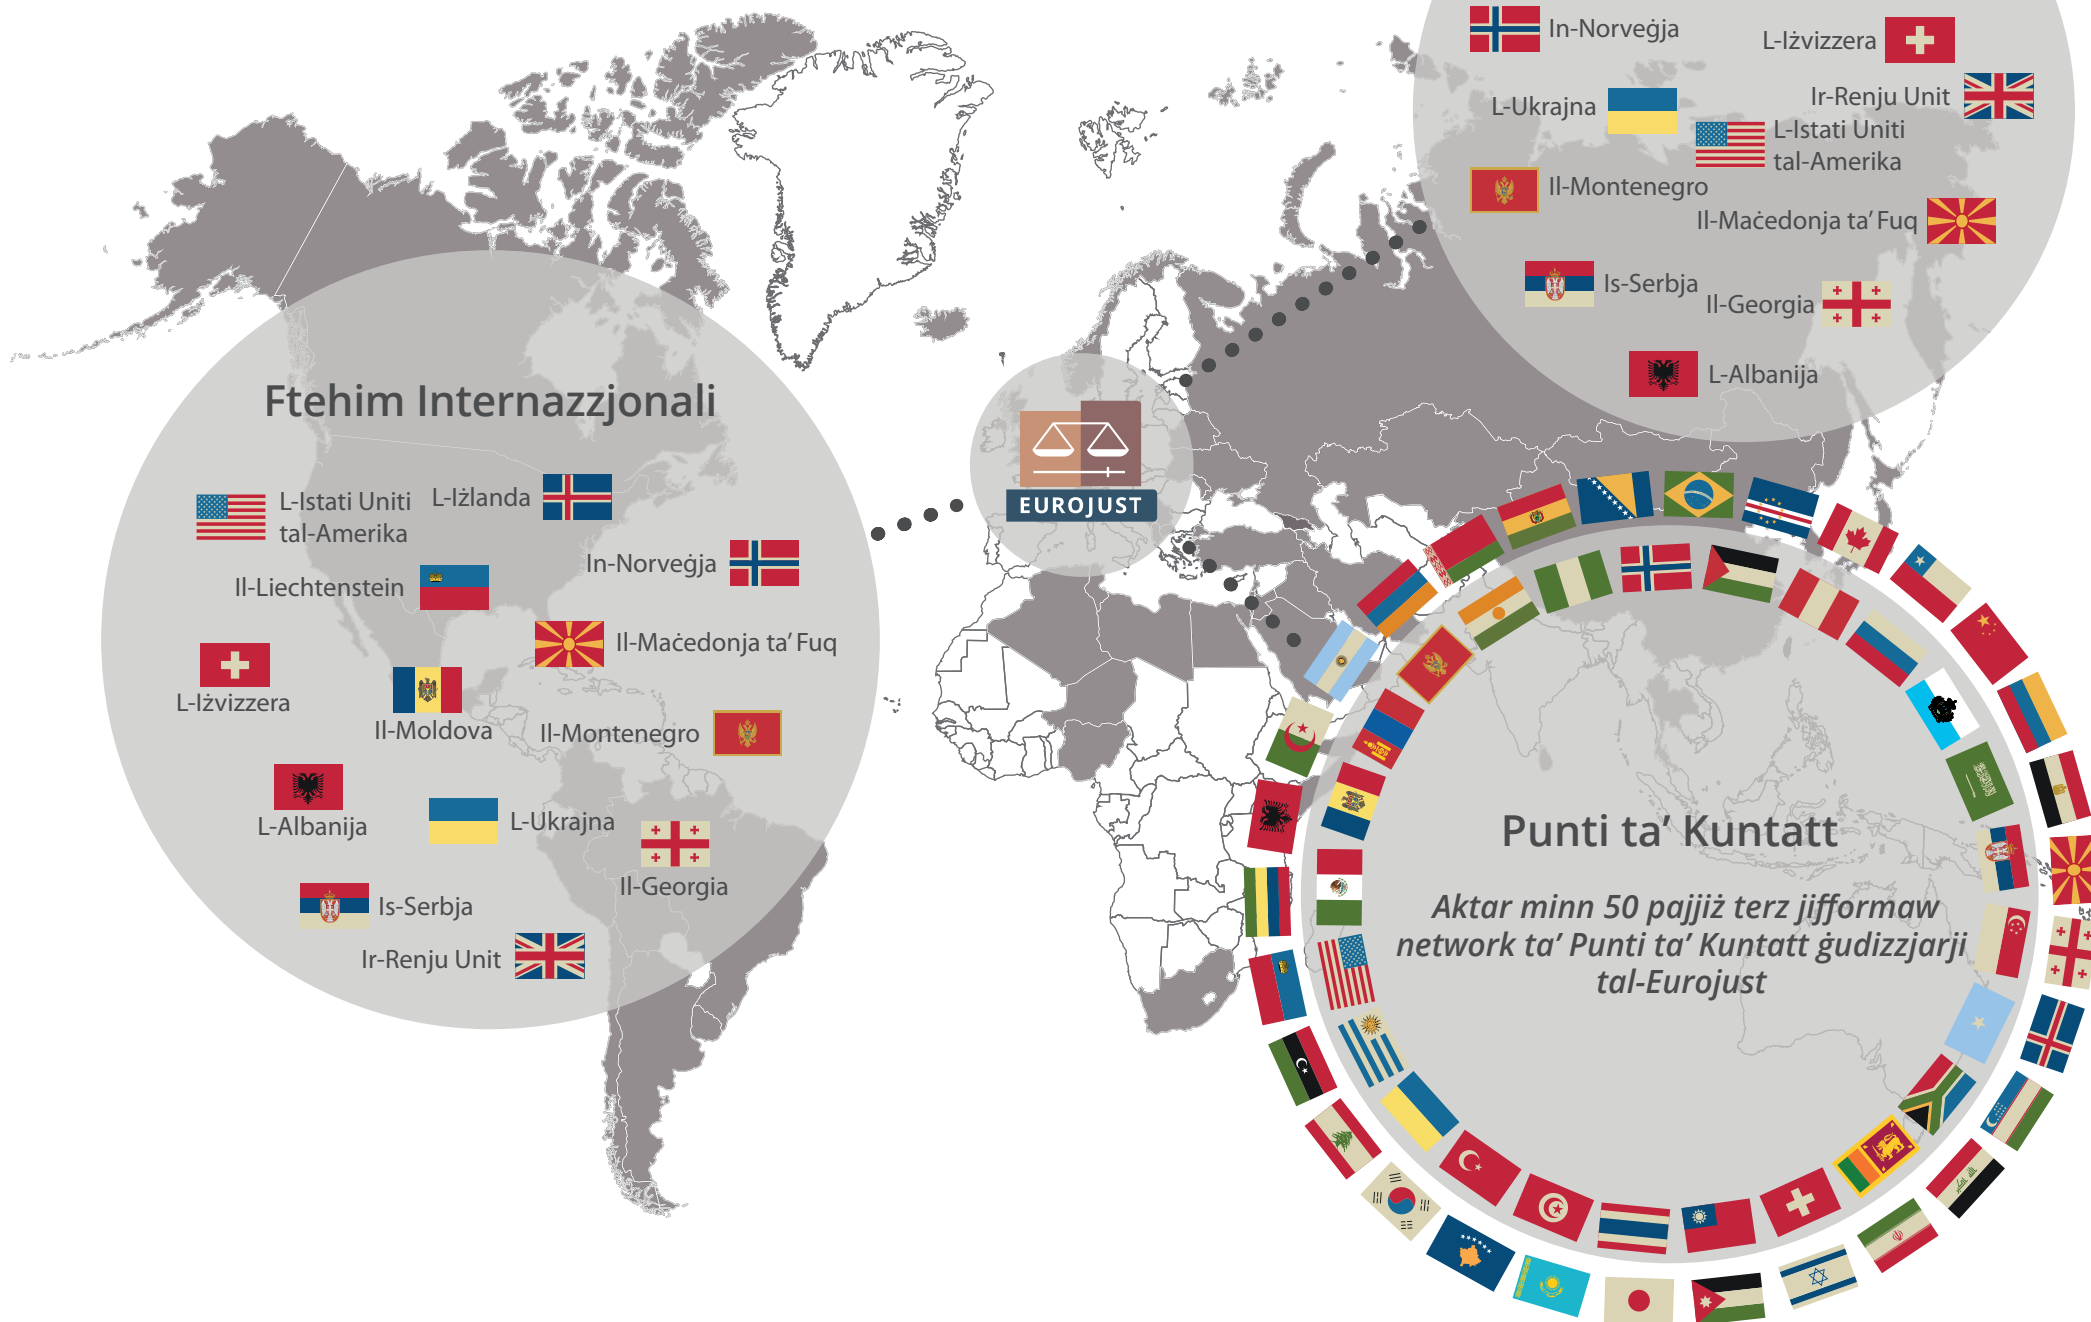 In-Norveġja
L-Iżvizzera
L-Ukrajna
Ir-Renju Unit
L-Istati Uniti
tal-Amerika
Il-Montenegro
Il-Maċedonja ta’ Fuq
Is-Serbja
Il-Georgia
L-Albanija
Ftehim Internazzjonali
L-Istati Uniti
tal-Amerika
L-Iżlanda
In-Norveġja
Il-Liechtenstein
Il-Maċedonja ta’ Fuq
L-Iżvizzera
Il-Moldova
Il-Montenegro
L-Albanija
L-Ukrajna
Il-Georgia
Is-Serbja
Ir-Renju Unit
EUROJUST
Punti ta’ Kuntatt
Aktar minn 50 pajjiż terz jifformaw
network ta’ Punti ta’ Kuntatt ġudizzjarji
tal-Eurojust